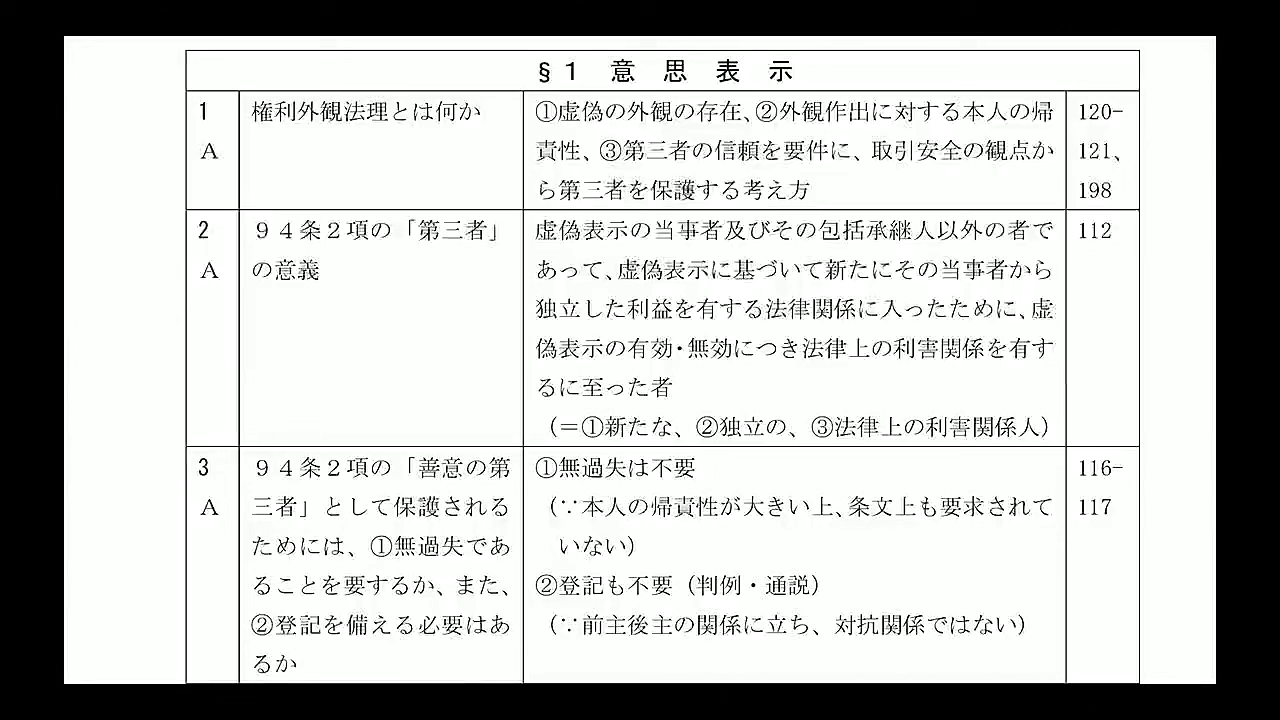 §１　意　思　表　示
1
A
権利外観法理とは何か
①虚偽の外観の存在、②外観作出に対する本人の帰
責性、③第三者の信頼を要件に、取引安全の観点か
ら第三者を保護する考え方
120-
121、
198
2
A
９４条２項の「第三者」
の意義
虚偽表示の当事者及びその包括承継人以外の者で
あって、虚偽表示に基づいて新たにその当事者から
独立した利益を有する法律関係に入ったために、虚
偽表示の有効・無効につき法律上の利害関係を有す
るに至った者
（＝①新たな、②独立の、③法律上の利害関係人）
112
3
A
９４条２項の「善意の第
三者」として保護される
ためには、①無過失であ
ることを要するか、また、
②登記を備える必要はあ
るか
①無過失は不要
（∵本人の帰責性が大きい上、条文上も要求されて
いない）
②登記も不要（判例・通説）
（∵前主後主の関係に立ち、対抗関係ではない）
116-
117